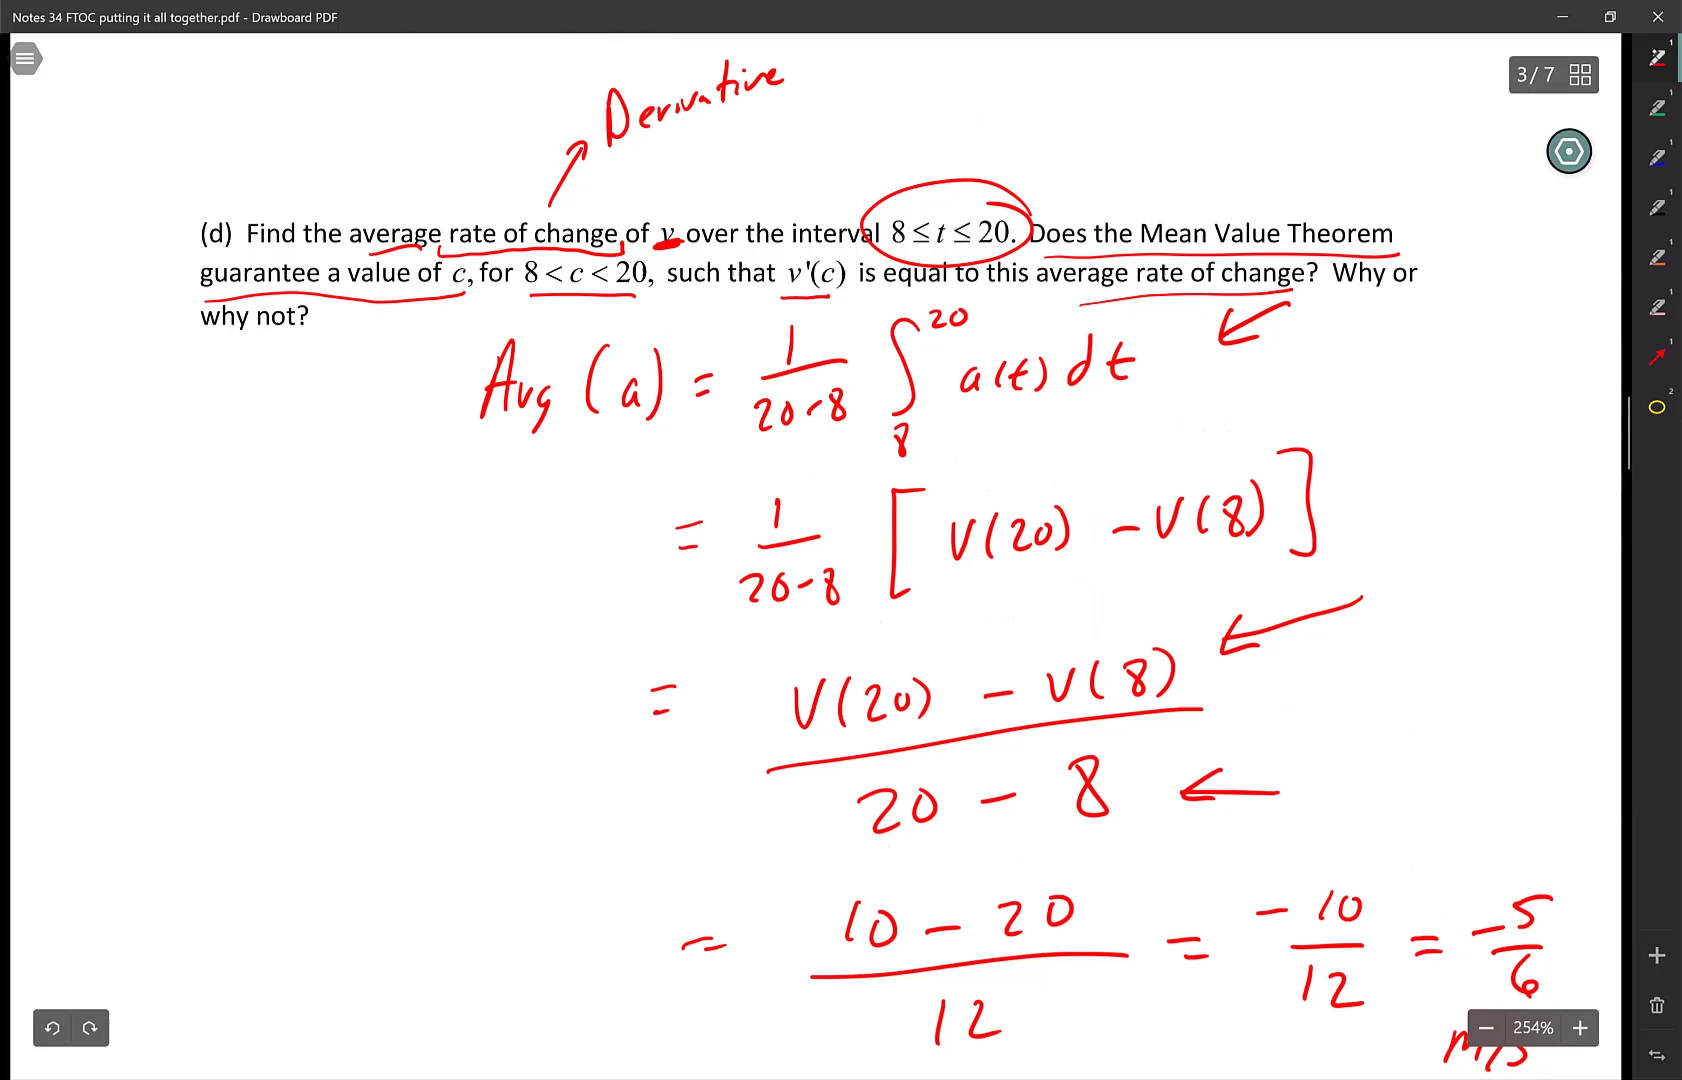 Notes 34 FTOC putting it all together.pdf - Drawboard PDF
3 / 7
Derivative
(d) Find the average rate of change of v over the interval 8 ≤ t ≤ 20. Does the Mean Value Theorem
guarantee a value of c, for 8 < c < 20, such that v'(c) is equal to this average rate of change? Why or
why not?
Avg (a) = 1/(20-8) ∫_8^20 a(t) dt
= 1/(20-8) [ V(20) - V(8) ]
= (V(20) - V(8))/(20 - 8)
= (10 - 20)/12 = -10/12 = -5/6
m/s
254%